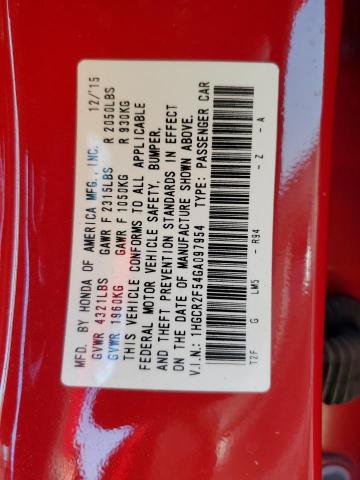 MFD. BY HONDA OF AMERICA MFG., INC. 12/'15
GVWR 4321LBS GAWR F 2315LBS R 2050LBS
GVWR 1960KG GAWR F 1050KG R 930KG
THIS VEHICLE CONFORMS TO ALL APPLICABLE
FEDERAL MOTOR VEHICLE SAFETY, BUMPER,
AND THEFT PREVENTION STANDARDS IN EFFECT
ON THE DATE OF MANUFACTURE SHOWN ABOVE.
V.I.N.: 1HGCR2F54GA097954 TYPE: PASSENGER CAR
T2F G LW5 - R94 - Z - A